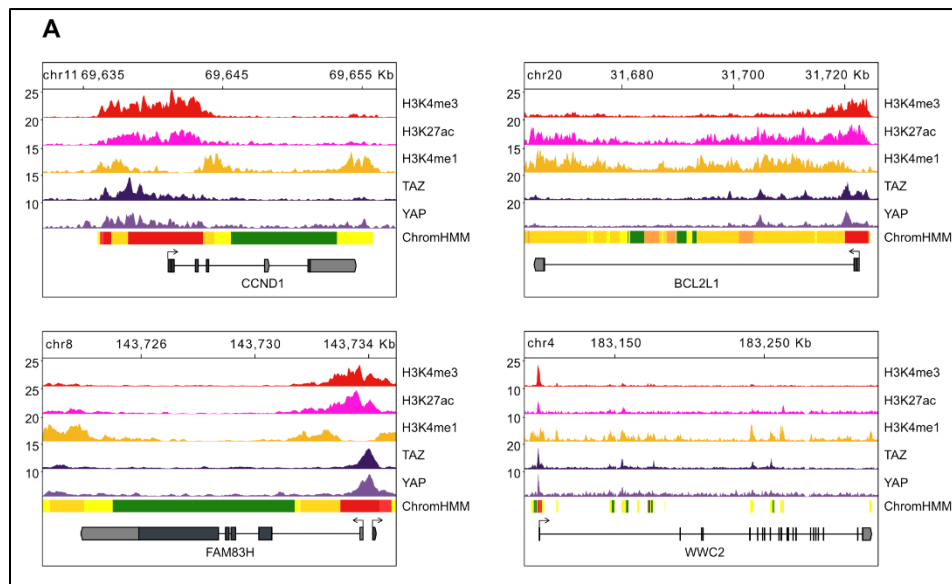 A
chr11 69,635 69,645 69,655 Kb
25
H3K4me3
20
H3K27ac
15
H3K4me1
15
TAZ
10
YAP
ChromHMM
CCND1
chr20 31,680 31,700 31,720 Kb
25
H3K4me3
20
H3K27ac
15
H3K4me1
20
TAZ
20
YAP
ChromHMM
BCL2L1
chr8 143,726 143,730 143,734 Kb
25
H3K4me3
25
H3K27ac
20
H3K4me1
15
TAZ
10
YAP
ChromHMM
FAM83H
chr4 183,150 183,250 Kb
25
H3K4me3
10
H3K27ac
10
H3K4me1
20
TAZ
10
YAP
ChromHMM
WWC2